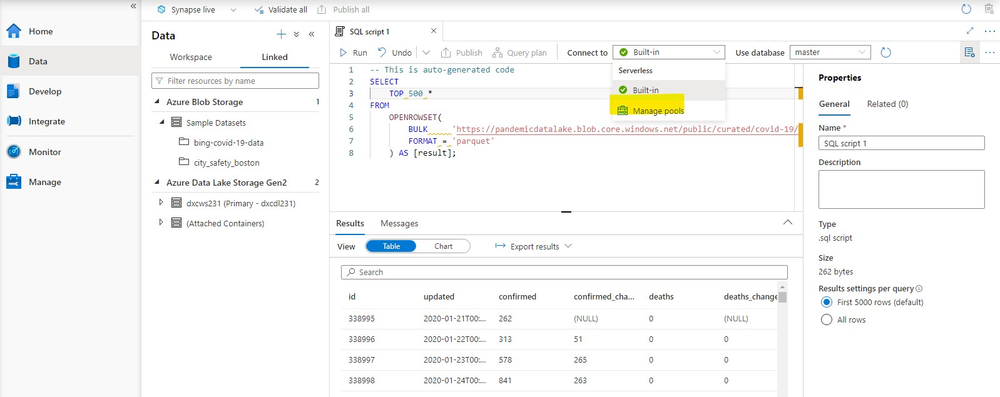 «
Synapse live
Validate all
Publish all
Home
Data
Develop
Integrate
Monitor
Manage
Data
Workspace
Linked
Filter resources by name
Azure Blob Storage 1
Sample Datasets
bing-covid-19-data
city_safety_boston
Azure Data Lake Storage Gen2 2
dxcws231 (Primary - dxcdl231)
(Attached Containers)
SQL script 1
Run
Undo
Publish
Query plan
Connect to
Built-in
Use database
master
Serverless
Built-in
Manage pools
1 -- This is auto-generated code
2 SELECT
3 TOP 500 *
4 FROM
5 OPENROWSET(
6 BULK 'https://pandemicdatalake.blob.core.windows.net/public/curated/covid-19/
7 FORMAT = 'parquet'
8 ) AS [result];
Results
Messages
View
Table
Chart
Export results
Search
id updated confirmed confirmed_cha... deaths deaths_change
338995 2020-01-21T00:... 262 (NULL) 0 (NULL)
338996 2020-01-22T00:... 313 51 0 0
338997 2020-01-23T00:... 578 265 0 0
338998 2020-01-24T00:... 841 263 0 0
Properties
General
Related (0)
Name *
SQL script 1
Description
Type
.sql script
Size
262 bytes
Results settings per query
First 5000 rows (default)
All rows